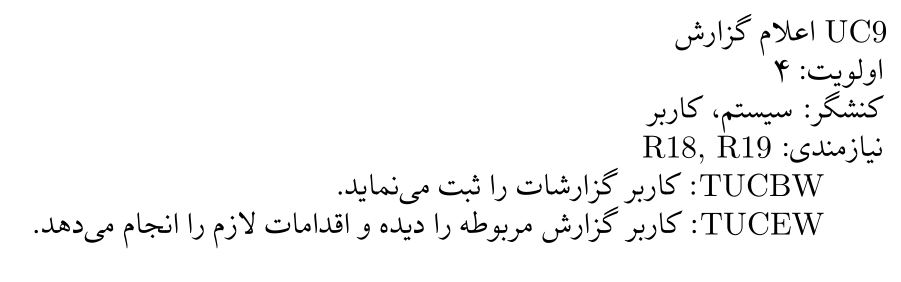 UC9 اعلام گزارش
اولویت: ۴
کنشگر: سیستم، کاربر
نیازمندی: R18, R19
TUCBW: کاربر گزارشات را ثبت می‌نماید.
TUCEW: کاربر گزارش مربوطه را دیده و اقدامات لازم را انجام می‌دهد.